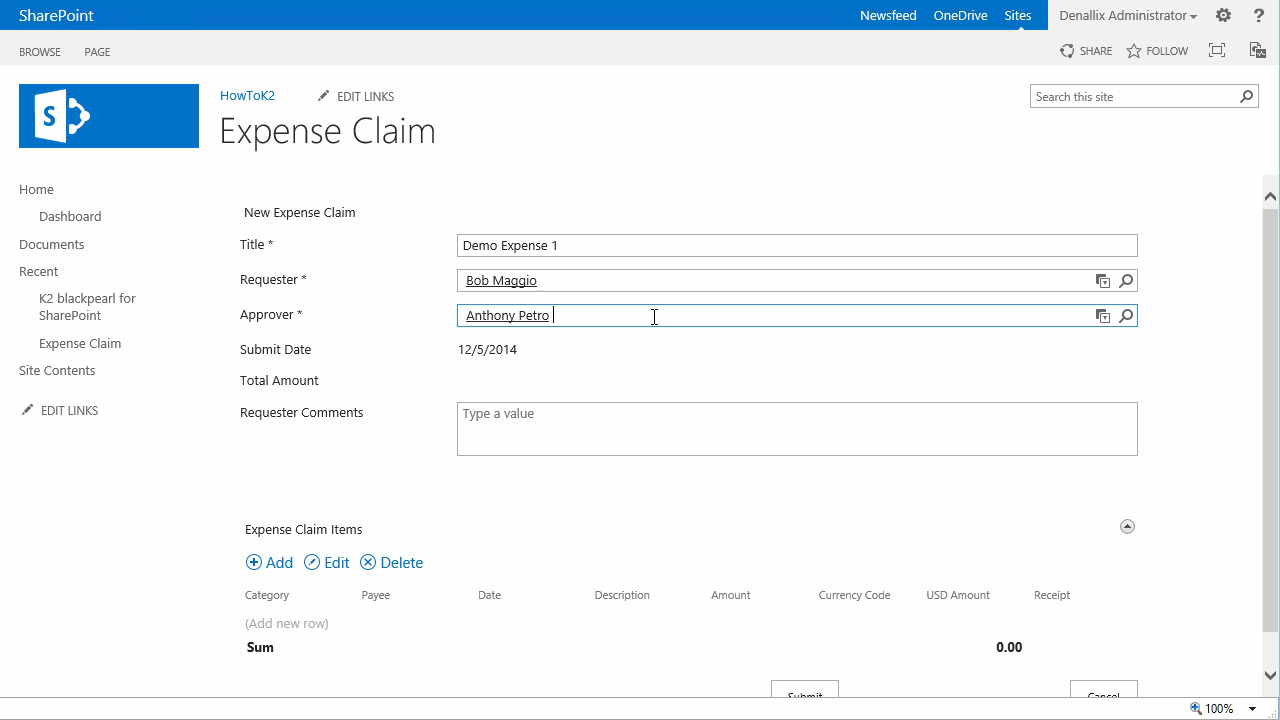 SharePoint
Newsfeed OneDrive Sites Denallix Administrator ?
BROWSE PAGE SHARE FOLLOW
HowToK2 EDIT LINKS Search this site
Expense Claim
Home
Dashboard
Documents
Recent
K2 blackpearl for
SharePoint
Expense Claim
Site Contents
EDIT LINKS
New Expense Claim
Title * Demo Expense 1
Requester * Bob Maggio
Approver * Anthony Petro
Submit Date 12/5/2014
Total Amount
Requester Comments Type a value
Expense Claim Items
Add Edit Delete
Category Payee Date Description Amount Currency Code USD Amount Receipt
(Add new row)
Sum 0.00
Submit Cancel
100%